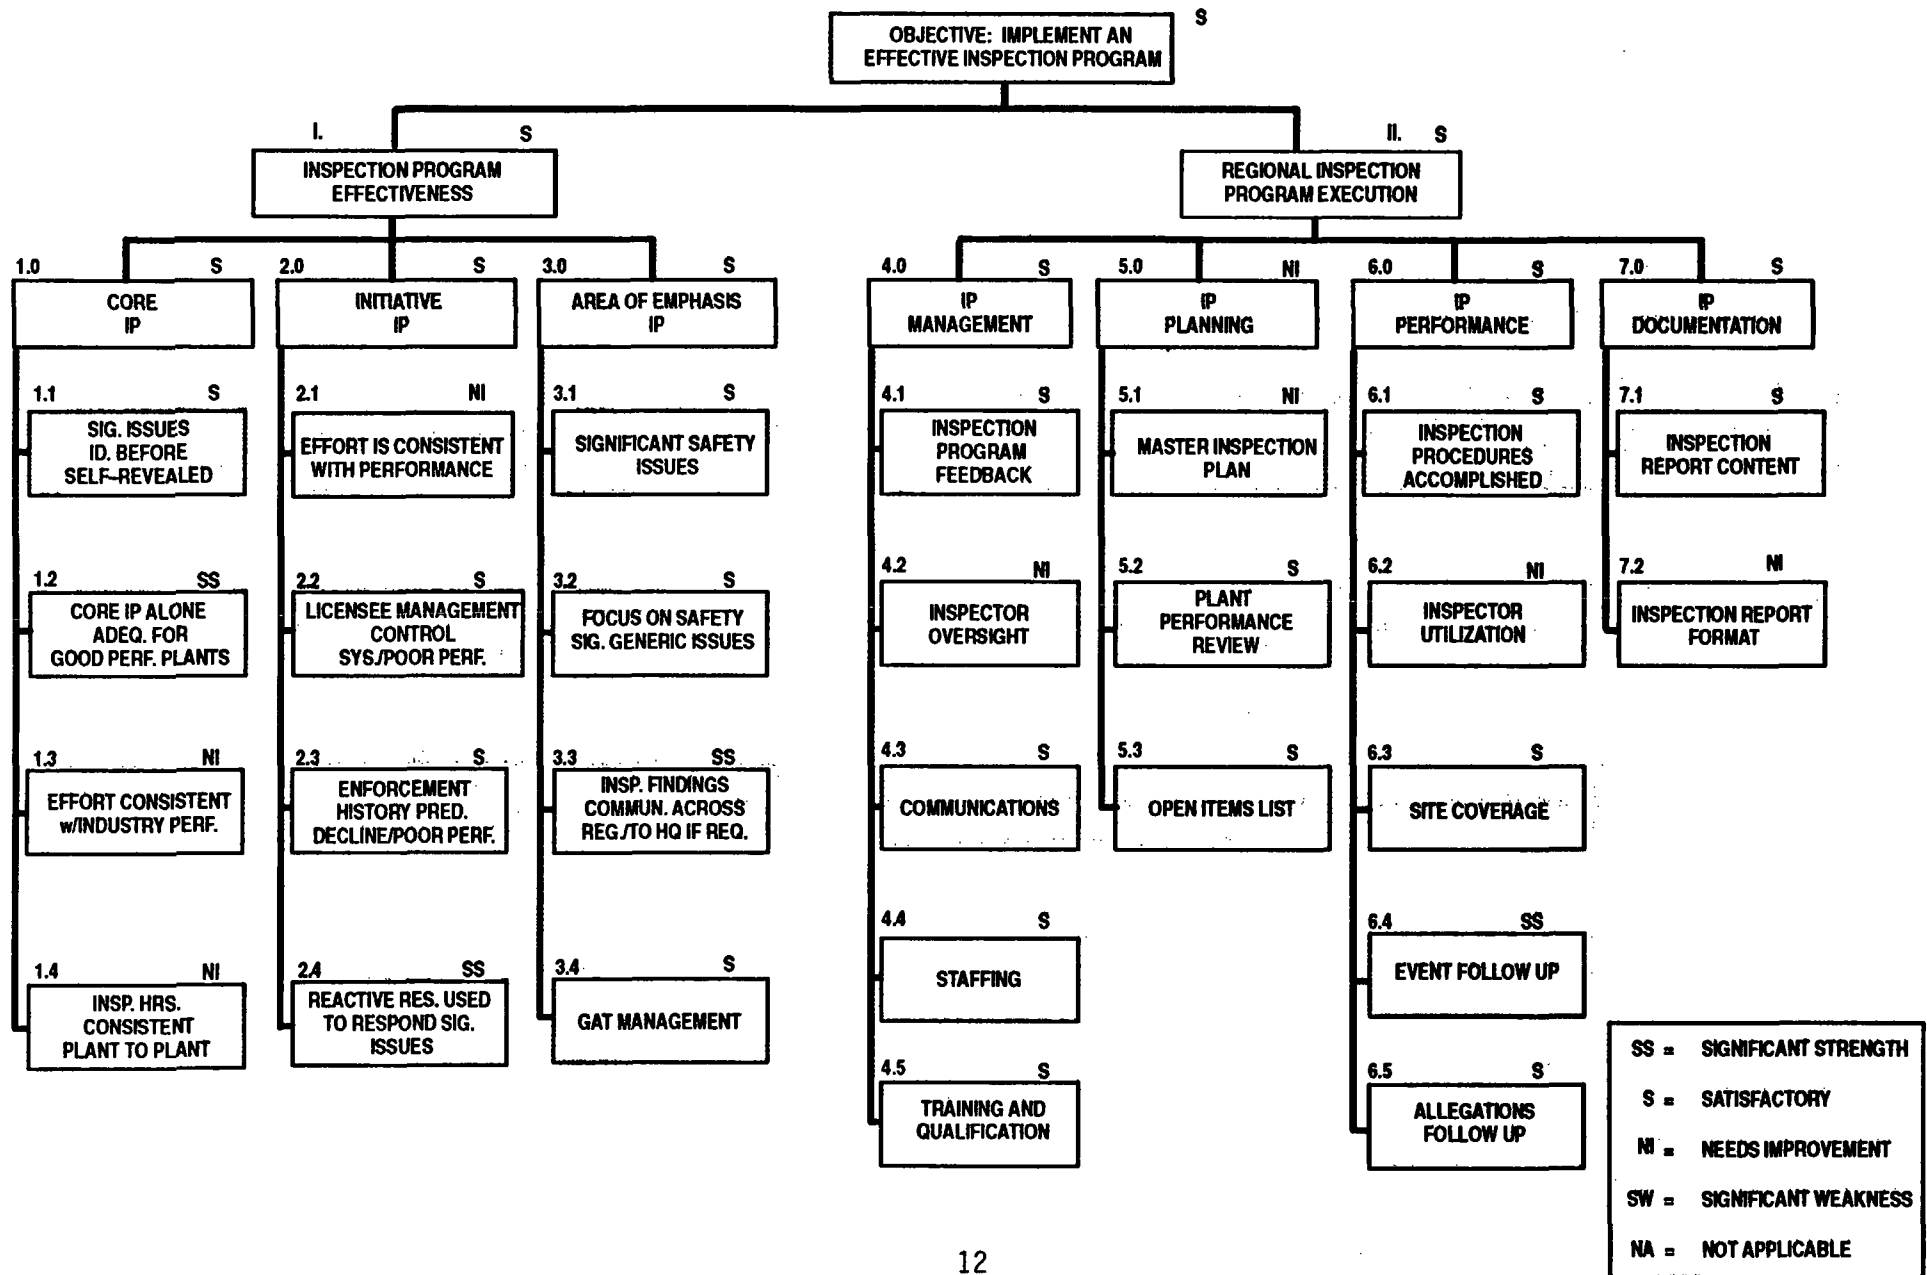 S
OBJECTIVE: IMPLEMENT AN
EFFECTIVE INSPECTION PROGRAM
I. S
INSPECTION PROGRAM
EFFECTIVENESS
II. S
REGIONAL INSPECTION
PROGRAM EXECUTION
1.0 S
CORE
IP
1.1 S
SIG. ISSUES
ID. BEFORE
SELF-REVEALED
1.2 SS
CORE IP ALONE
ADEQ. FOR
GOOD PERF. PLANTS
1.3 NI
EFFORT CONSISTENT
w/INDUSTRY PERF.
1.4 NI
INSP. HRS.
CONSISTENT
PLANT TO PLANT
2.0 S
INITIATIVE
IP
2.1 NI
EFFORT IS CONSISTENT
WITH PERFORMANCE
2.2 S
LICENSEE MANAGEMENT
CONTROL
SYS./POOR PERF.
2.3 S
ENFORCEMENT
HISTORY PRED.
DECLINE/POOR PERF.
2.4 SS
REACTIVE RES. USED
TO RESPOND SIG.
ISSUES
3.0 S
AREA OF EMPHASIS
IP
3.1 S
SIGNIFICANT SAFETY
ISSUES
3.2 S
FOCUS ON SAFETY
SIG. GENERIC ISSUES
3.3 SS
INSP. FINDINGS
COMMUN. ACROSS
REG./TO HQ IF REQ.
3.4 S
GAT MANAGEMENT
4.0 S
IP
MANAGEMENT
4.1 S
INSPECTION
PROGRAM
FEEDBACK
4.2 NI
INSPECTOR
OVERSIGHT
4.3 S
COMMUNICATIONS
4.4 S
STAFFING
4.5 S
TRAINING AND
QUALIFICATION
5.0 NI
IP
PLANNING
5.1 NI
MASTER INSPECTION
PLAN
5.2 S
PLANT
PERFORMANCE
REVIEW
5.3 S
OPEN ITEMS LIST
6.0 S
IP
PERFORMANCE
6.1 S
INSPECTION
PROCEDURES
ACCOMPLISHED
6.2 NI
INSPECTOR
UTILIZATION
6.3 S
SITE COVERAGE
6.4 SS
EVENT FOLLOW UP
6.5 S
ALLEGATIONS
FOLLOW UP
7.0 S
IP
DOCUMENTATION
7.1 S
INSPECTION
REPORT CONTENT
7.2 NI
INSPECTION REPORT
FORMAT
SS = SIGNIFICANT STRENGTH
S = SATISFACTORY
NI = NEEDS IMPROVEMENT
SW = SIGNIFICANT WEAKNESS
NA = NOT APPLICABLE
12